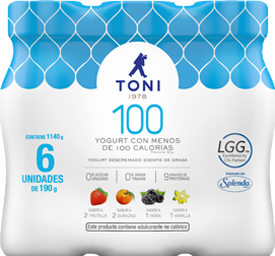 TONI
1978
100
YOGURT CON MENOS
DE 100 CALORÍAS
YOGURT DESCREMADO EXENTO DE GRASA
CONTIENE 1140 g
6
UNIDADES
DE 190 g
LGG
Splenda
SABOR A
2 FRUTILLA
SABOR A
2 DURAZNO
SABOR A
1 MORA
SABOR A
1 VAINILLA
Este producto contiene edulcorante no calórico